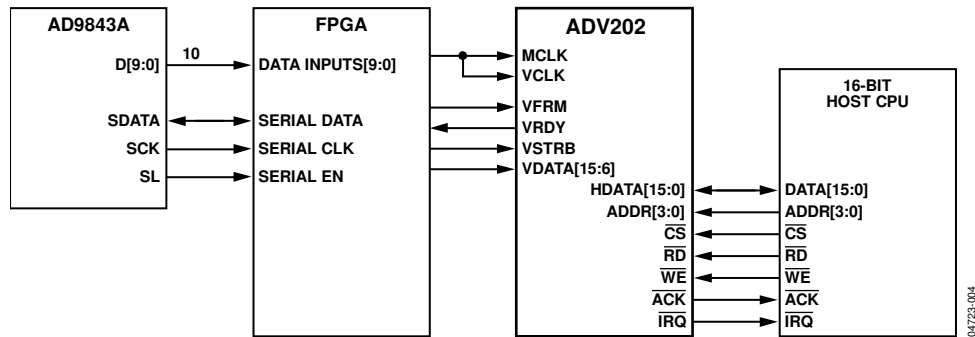 AD9843A
D[9:0]
10
SDATA
SCK
SL
FPGA
DATA INPUTS[9:0]
SERIAL DATA
SERIAL CLK
SERIAL EN
ADV202
MCLK
VCLK
VFRM
VRDY
VSTRB
VDATA[15:6]
HDATA[15:0]
ADDR[3:0]
CS
RD
WE
ACK
IRQ
16-BIT
HOST CPU
DATA[15:0]
ADDR[3:0]
CS
RD
WE
ACK
IRQ
04723-004